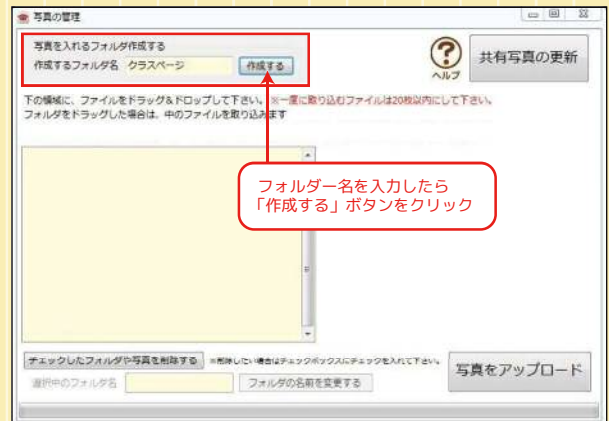 写真の管理
写真を入れるフォルダ作成する
作成するフォルダ名 クラスページ 作成する
ヘルプ
共有写真の更新
下の領域に、ファイルをドラッグ&ドロップして下さい。※一度に取り込むファイルは20枚以内にして下さい。
フォルダをドラッグした場合は、中のファイルを取り込みます
フォルダー名を入力したら
「作成する」ボタンをクリック
チェックしたフォルダや写真を削除する ※削除したい場合はチェックボックスにチェックを入れて下さい。
選択中のフォルダ名 フォルダの名前を変更する
写真をアップロード